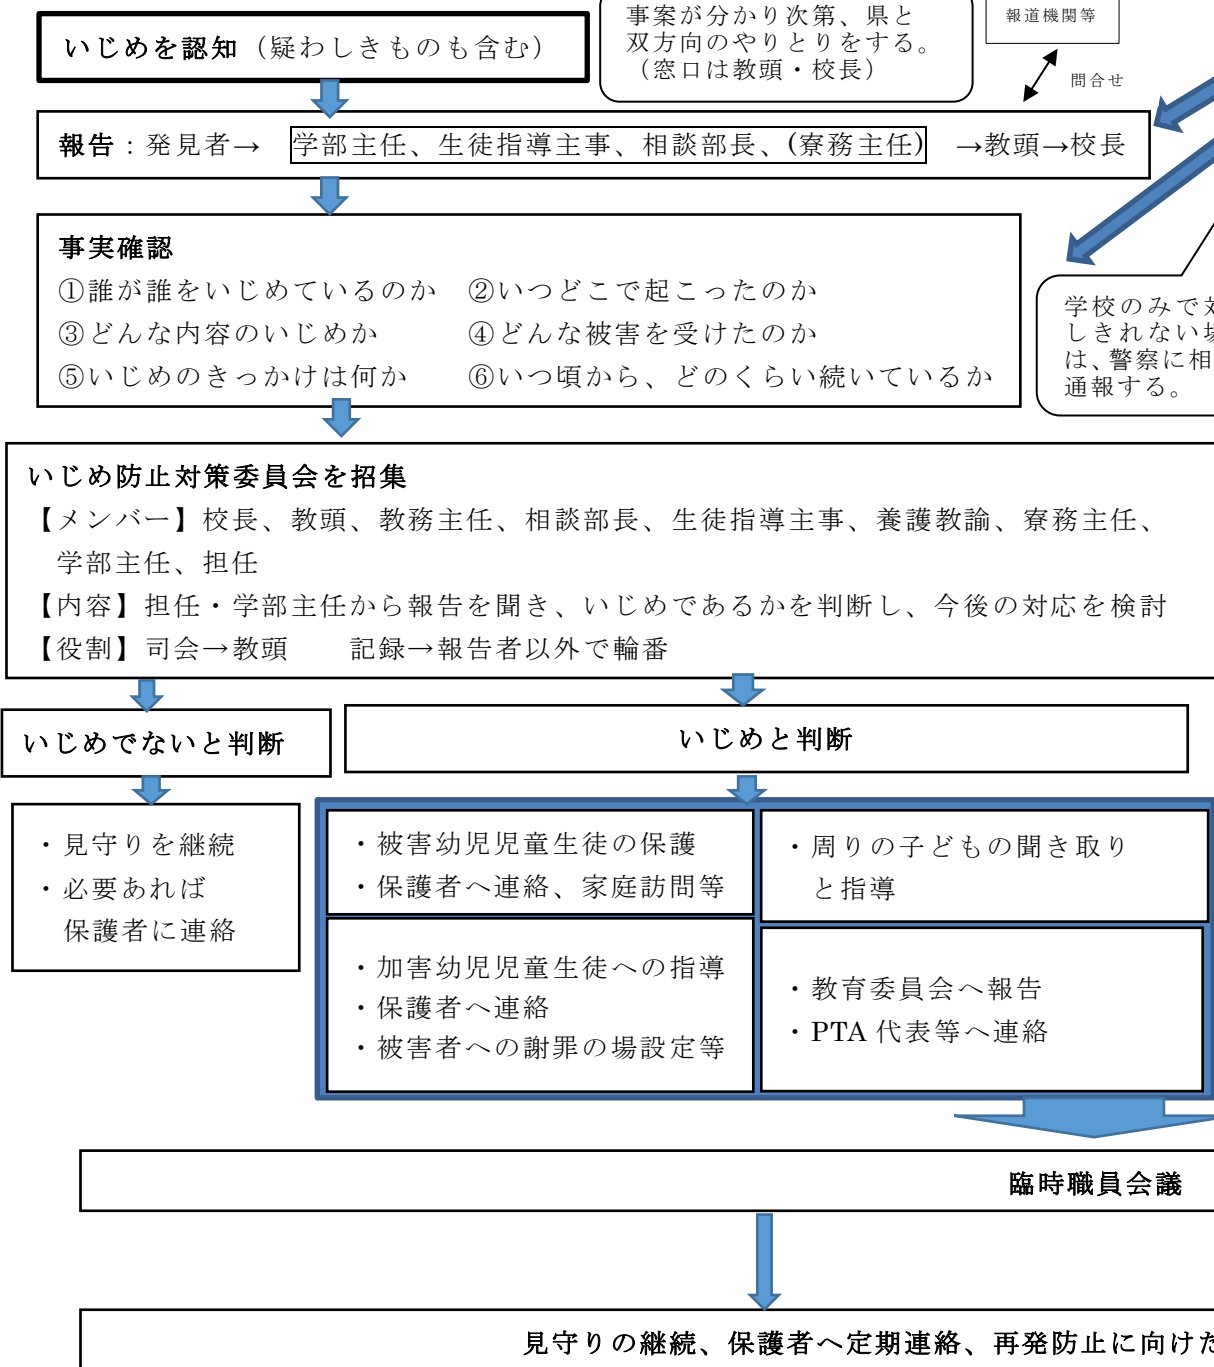 事案が分かり次第、県と
双方向のやりとりをする。
（窓口は教頭・校長）
報道機関等
問合せ
いじめを認知（疑わしきものも含む）
報告：発見者→ 学部主任、生徒指導主事、相談部長、(寮務主任) →教頭→校長
事実確認
①誰が誰をいじめているのか ②いつどこで起こったのか
③どんな内容のいじめか ④どんな被害を受けたのか
⑤いじめのきっかけは何か ⑥いつ頃から、どのくらい続いているか
学校のみで
しきれない
は、警察に相
通報する。
いじめ防止対策委員会を招集
【メンバー】校長、教頭、教務主任、相談部長、生徒指導主事、養護教諭、寮務主任、
学部主任、担任
【内容】担任・学部主任から報告を聞き、いじめであるかを判断し、今後の対応を検討
【役割】司会→教頭 記録→報告者以外で輪番
いじめでないと判断
いじめと判断
・見守りを継続
・必要あれば
保護者に連絡
・被害幼児児童生徒の保護
・保護者へ連絡、家庭訪問等
・周りの子どもの聞き取り
と指導
・加害幼児児童生徒への指導
・保護者へ連絡
・被害者への謝罪の場設定等
・教育委員会へ報告
・PTA 代表等へ連絡
臨時職員会議
見守りの継続、保護者へ定期連絡、再発防止に向け